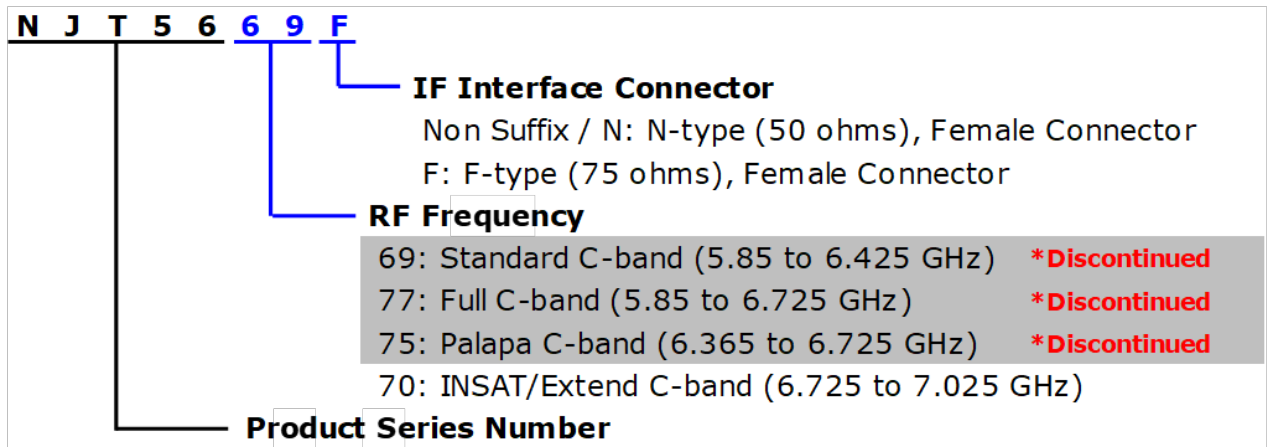 N J T 5 6 6 9 F
IF Interface Connector
Non Suffix / N: N-type (50 ohms), Female Connector
F: F-type (75 ohms), Female Connector
RF Frequency
69: Standard C-band (5.85 to 6.425 GHz) *Discontinued
77: Full C-band (5.85 to 6.725 GHz) *Discontinued
75: Palapa C-band (6.365 to 6.725 GHz) *Discontinued
70: INSAT/Extend C-band (6.725 to 7.025 GHz)
Product Series Number